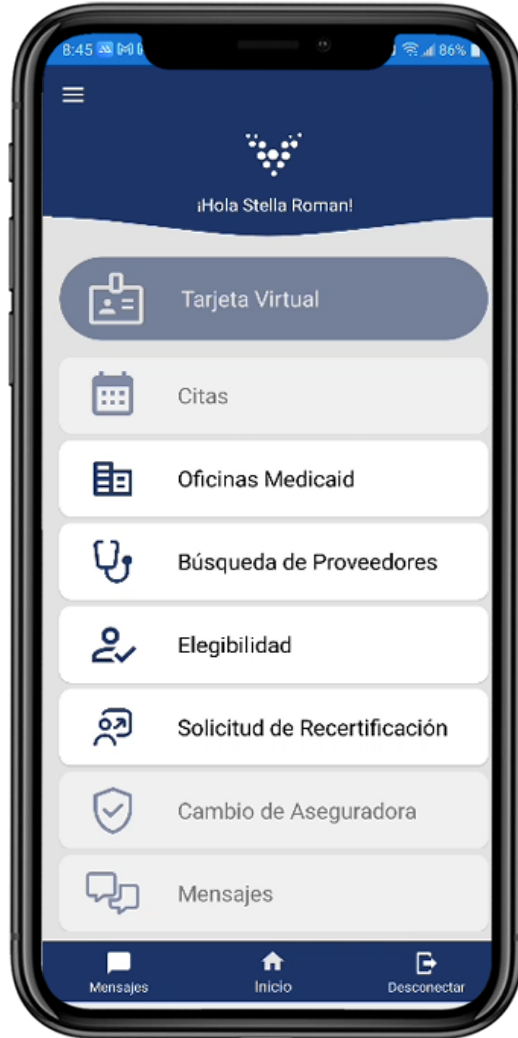 8:45
86%
¡Hola Stella Roman!
Tarjeta Virtual
Citas
Oficinas Medicaid
Búsqueda de Proveedores
Elegibilidad
Solicitud de Recertificación
Cambio de Aseguradora
Mensajes
Mensajes
Inicio
Desconectar